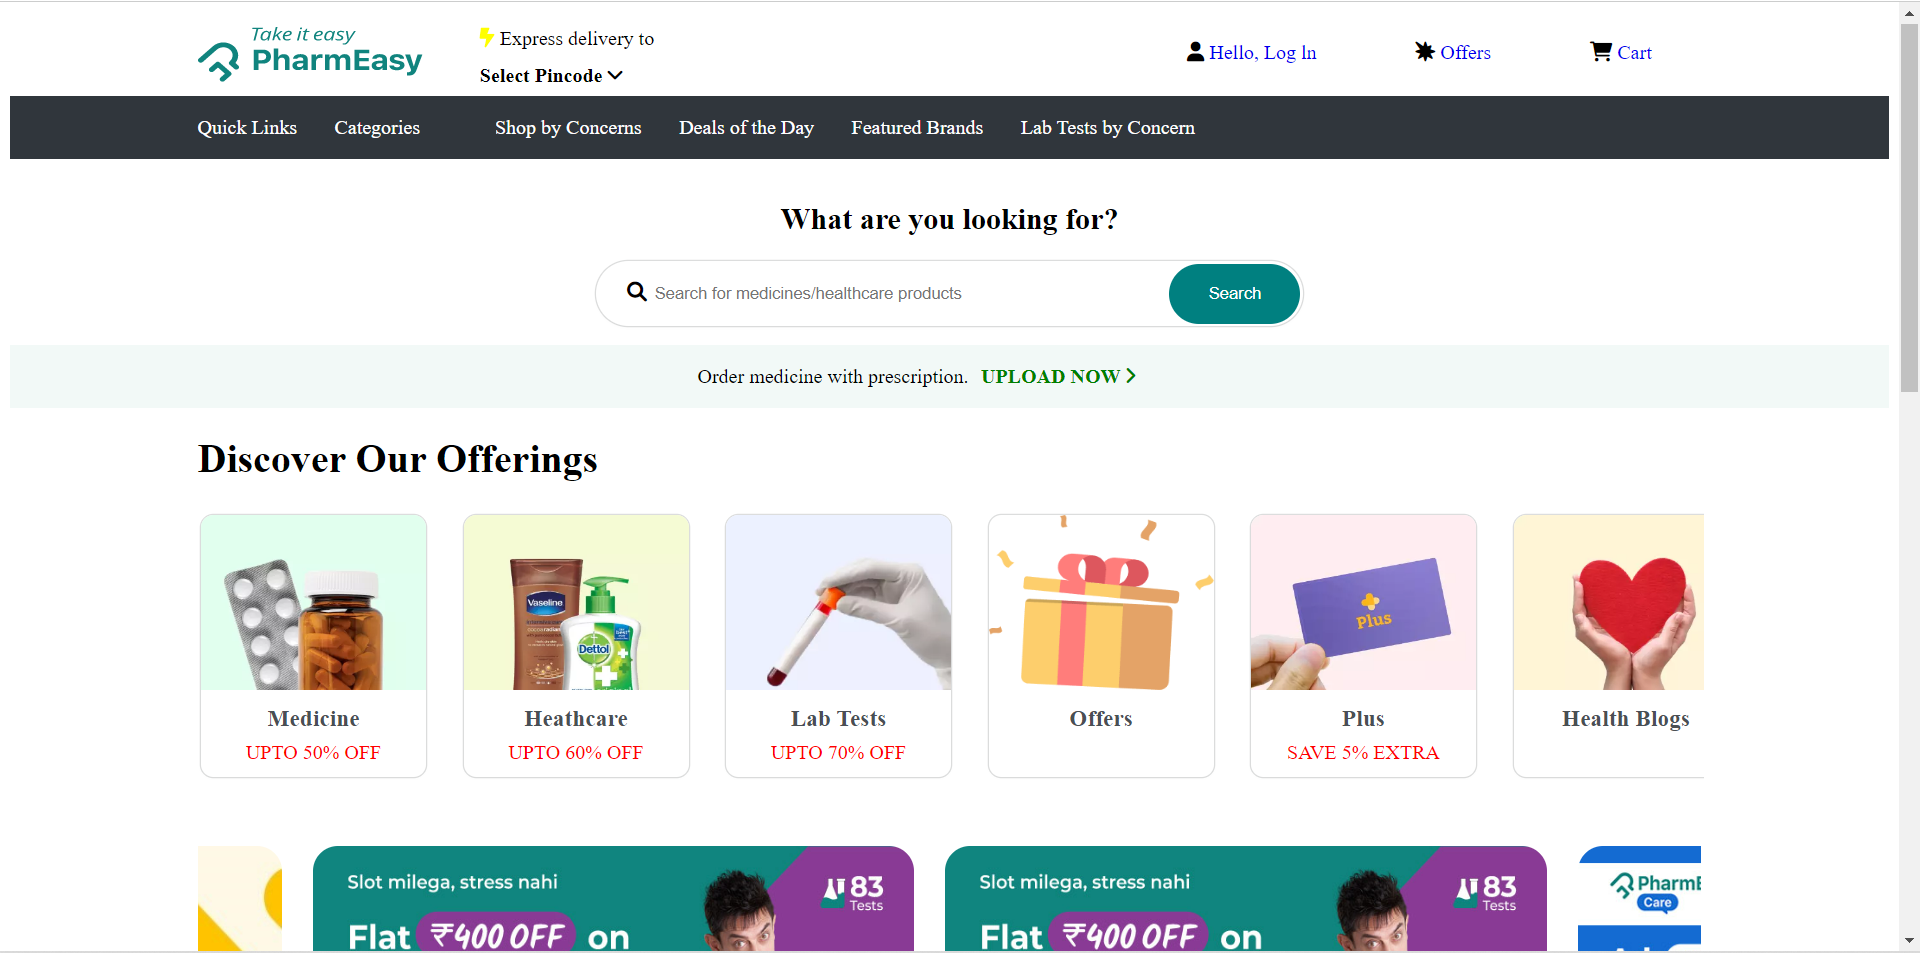 Take it easy
PharmEasy
Express delivery to
Select Pincode
Hello, Log In
Offers
Cart
Quick Links
Categories
Shop by Concerns
Deals of the Day
Featured Brands
Lab Tests by Concern
What are you looking for?
Search for medicines/healthcare products
Search
Order medicine with prescription. UPLOAD NOW
Discover Our Offerings
Vaseline
Dettol
Plus
Medicine
UPTO 50% OFF
Heathcare
UPTO 60% OFF
Lab Tests
UPTO 70% OFF
Offers
Plus
SAVE 5% EXTRA
Health Blogs
Slot milega, stress nahi
Flat ₹400 OFF on
83
Tests
Slot milega, stress nahi
Flat ₹400 OFF on
83
Tests
PharmE
Care